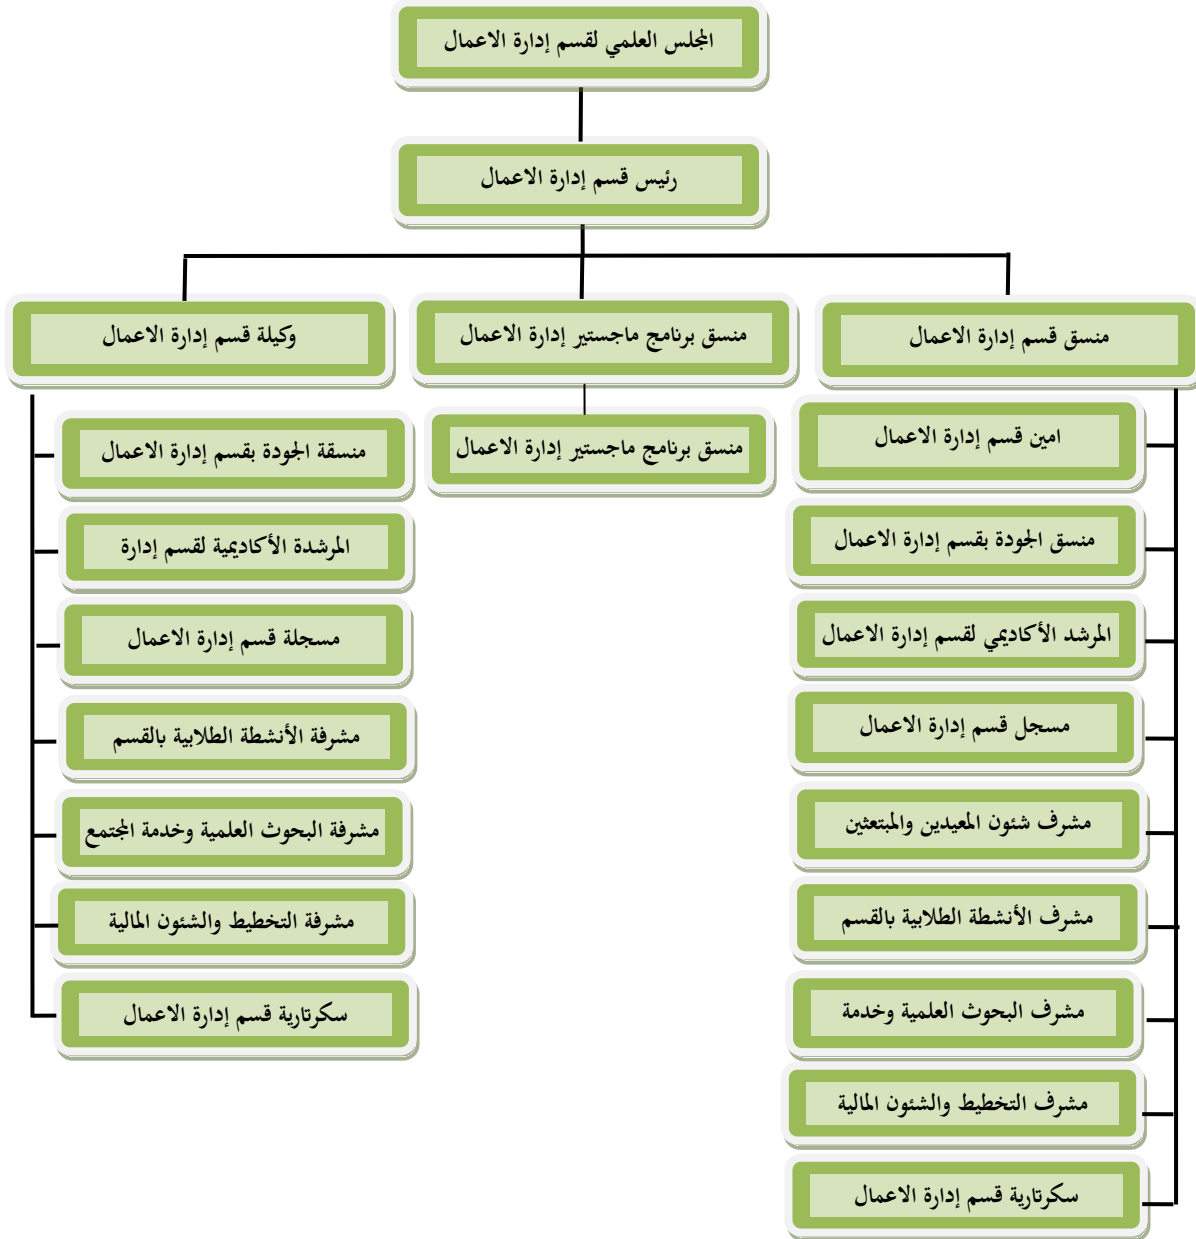 المجلس العلمي لقسم إدارة الاعمال
رئيس قسم إدارة الاعمال
منسق قسم إدارة الاعمال
منسق برنامج ماجستير إدارة الاعمال
وكيلة قسم إدارة الاعمال
امين قسم إدارة الاعمال
منسق الجودة بقسم إدارة الاعمال
المرشد الأكاديمي لقسم إدارة الاعمال
مسجل قسم إدارة الاعمال
مشرف شئون المعيدين والمبتعثين
مشرف الأنشطة الطلابية بالقسم
مشرف البحوث العلمية وخدمة
مشرف التخطيط والشئون المالية
سكرتارية قسم إدارة الاعمال
منسق برنامج ماجستير إدارة الاعمال
منسقة الجودة بقسم إدارة الاعمال
المرشدة الأكاديمية لقسم إدارة
مسجلة قسم إدارة الاعمال
مشرفة الأنشطة الطلابية بالقسم
مشرفة البحوث العلمية وخدمة المجتمع
مشرفة التخطيط والشئون المالية
سكرتارية قسم إدارة الاعمال